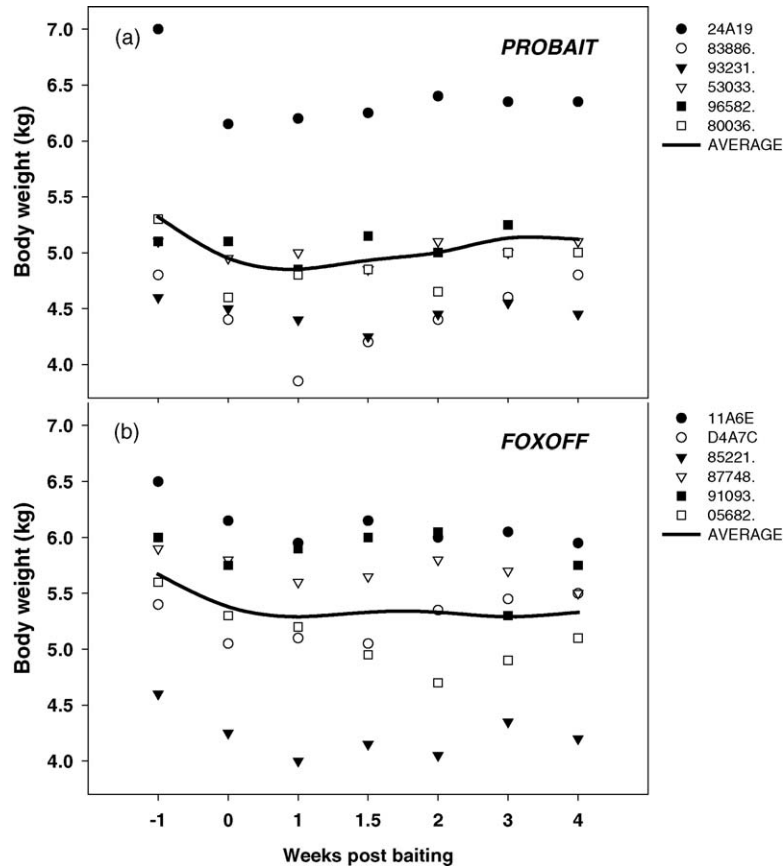 (a)
PROBAIT
24A19
83886.
93231.
53033.
96582.
80036.
AVERAGE
Body weight (kg)
7.0
6.5
6.0
5.5
5.0
4.5
4.0
(b)
FOXOFF
11A6E
D4A7C
85221.
87748.
91093.
05682.
AVERAGE
Body weight (kg)
7.0
6.5
6.0
5.5
5.0
4.5
4.0
-1 0 1 1.5 2 3 4
Weeks post baiting